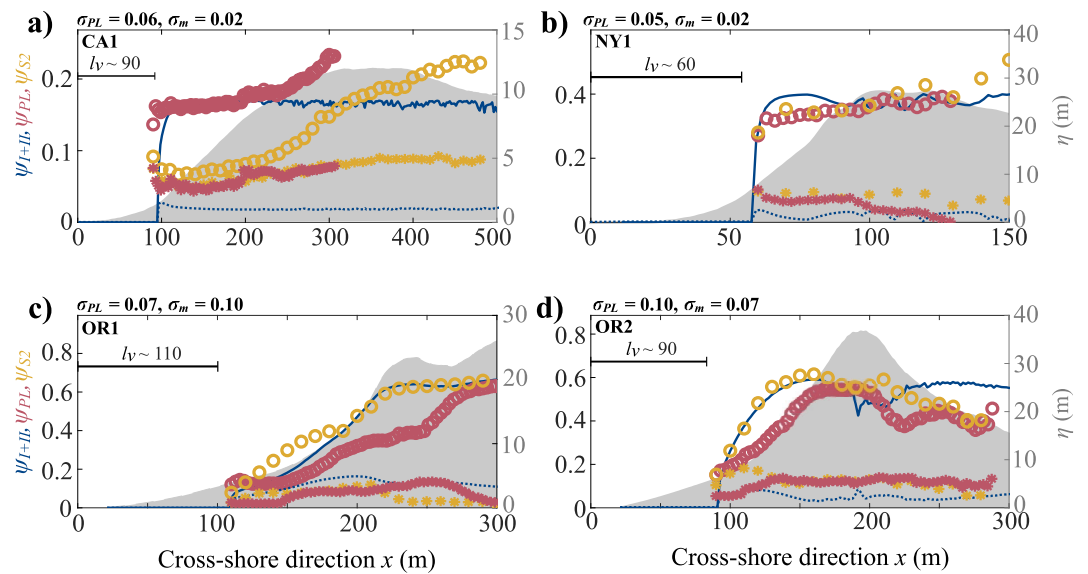 a) σPL = 0.06, σm = 0.02
CA1
lv ~ 90
ψI+II, ψPL, ψS2
0.2
0.1
0
15
10
5
0
100
200
300
400
500
b) σPL = 0.05, σm = 0.02
NY1
lv ~ 60
0.4
0.2
0
40
30
20
10
0
η (m)
0
50
100
150
c) σPL = 0.07, σm = 0.10
OR1
lv ~ 110
ψI+II, ψPL, ψS2
0.8
0.6
0.4
0.2
0
30
20
10
0
0
100
200
300
Cross-shore direction x (m)
d) σPL = 0.10, σm = 0.07
OR2
lv ~ 90
0.8
0.6
0.4
0.2
0
40
30
20
10
0
η (m)
0
100
200
300
Cross-shore direction x (m)